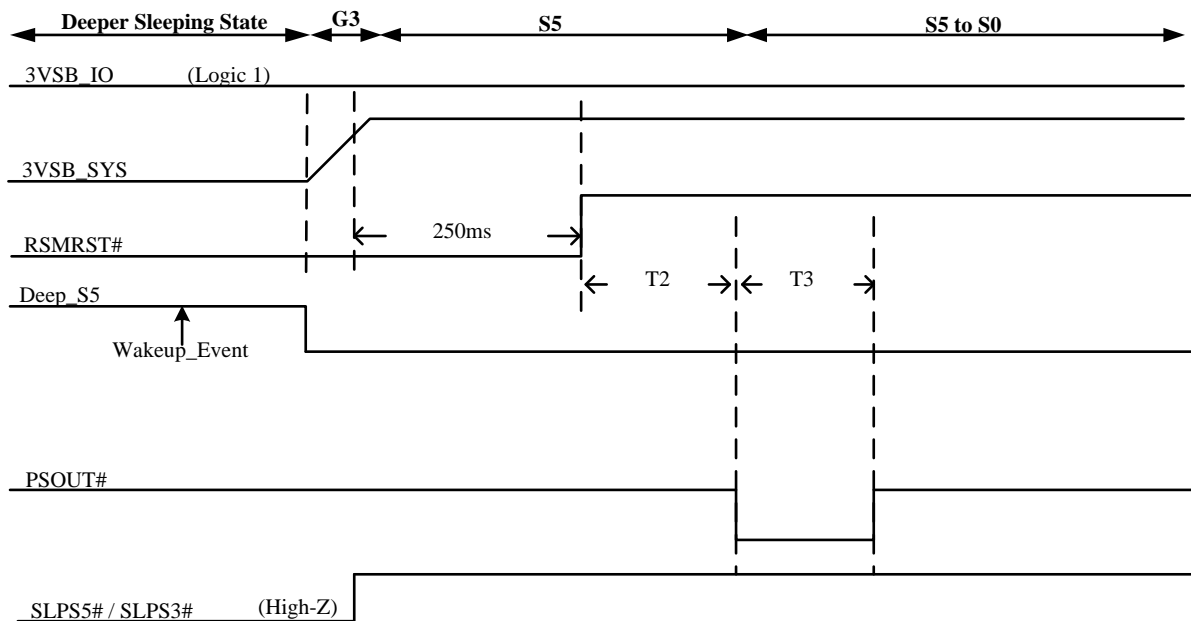 Deeper Sleeping State G3 S5 S5 to S0
3VSB_IO (Logic 1)
3VSB_SYS
250ms
RSMRST#
T2 T3
Deep_S5
Wakeup_Event
PSOUT#
SLPS5# / SLPS3# (High-Z)